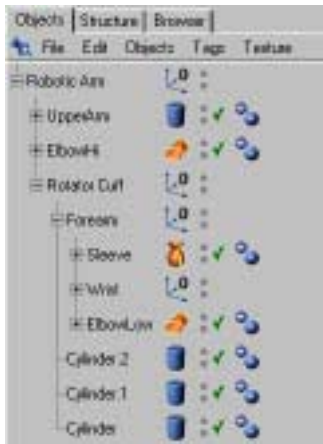 Objects Structure Browser
File Edit Objects Tags Texture
Robotic Arm
UpperArm
ElbowHi
Rotator Cuff
Forearm
Sleeve
Wrist
ElbowLow
Cylinder.2
Cylinder.1
Cylinder